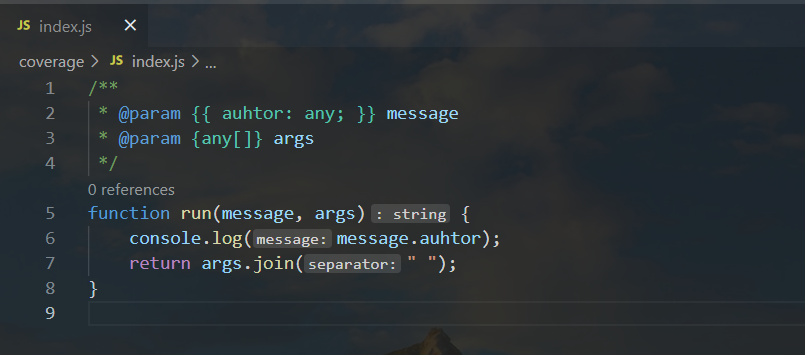 JS index.js ×
coverage > JS index.js > ...
1 /**
2 * @param {{ auhtor: any; }} message
3 * @param {any[]} args
4 */
0 references
5 function run(message, args) : string {
6 console.log( message: message.auhtor);
7 return args.join( separator: " ");
8 }
9